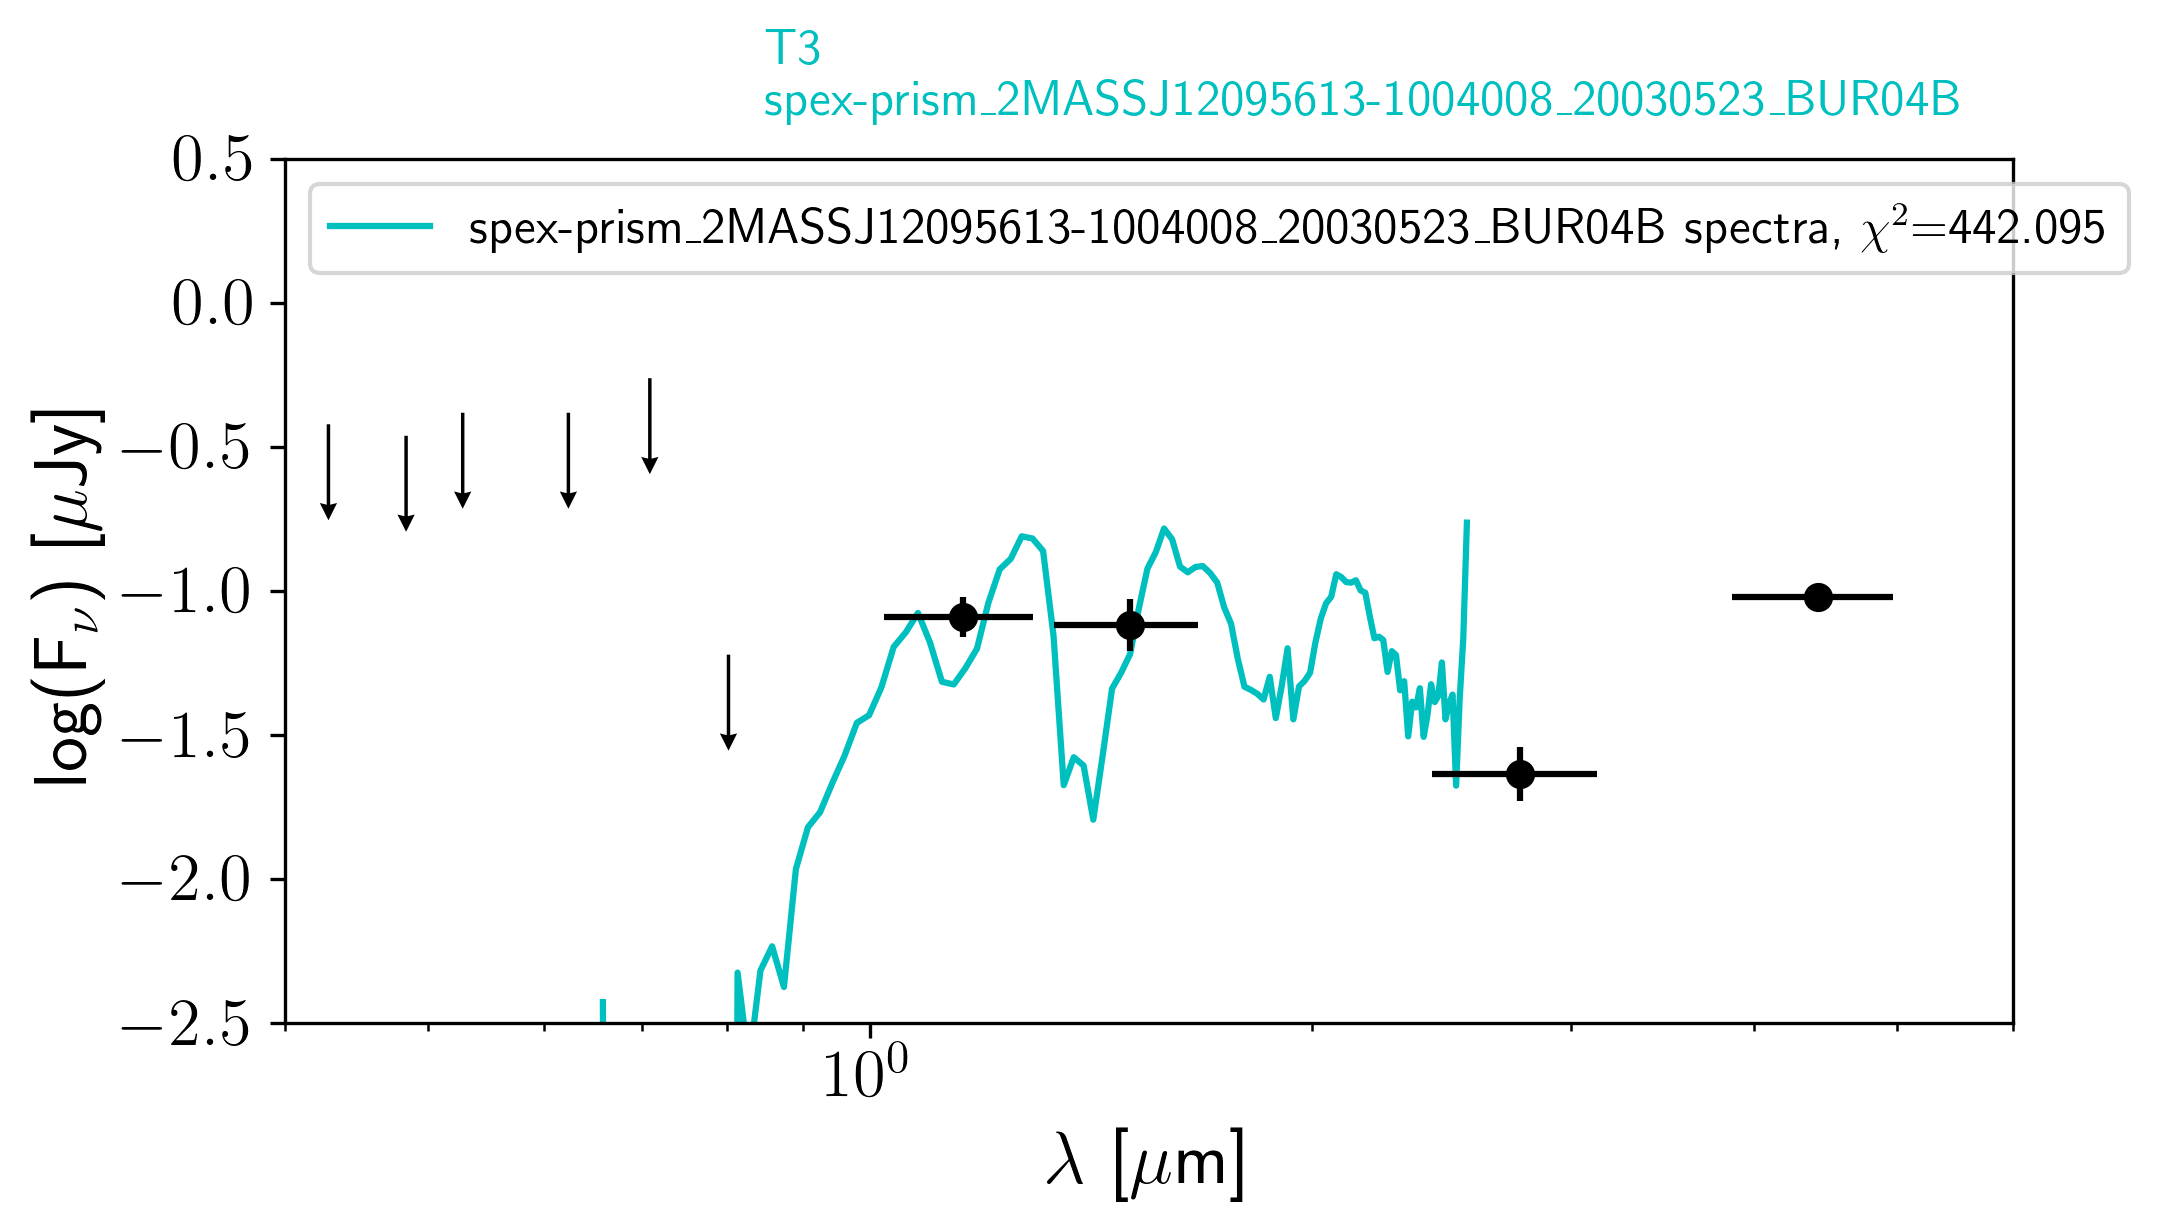 T3
spex-prism_2MASSJ12095613-1004008_20030523_BUR04B
spex-prism_2MASSJ12095613-1004008_20030523_BUR04B spectra, χ²=442.095
0.5
0.0
−0.5
−1.0
−1.5
−2.0
−2.5
log(Fν) [μJy]
10⁰
λ [μm]